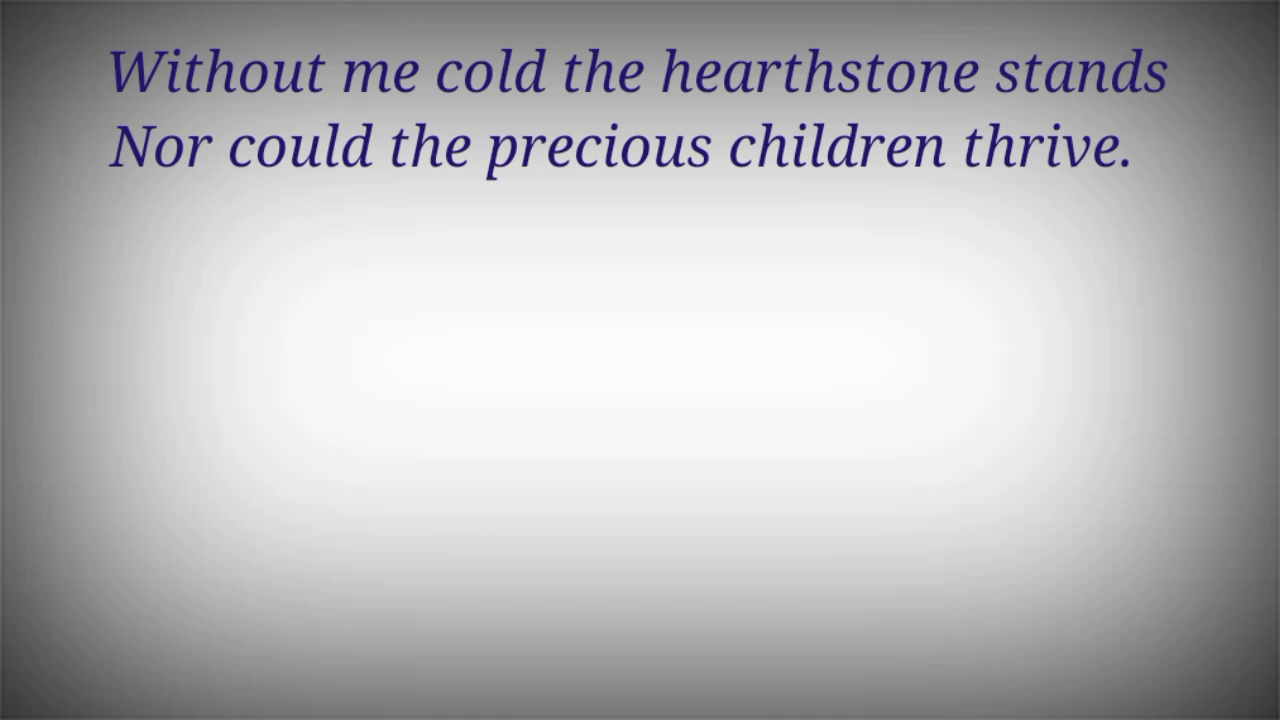 Without me cold the hearthstone stands
Nor could the precious children thrive.